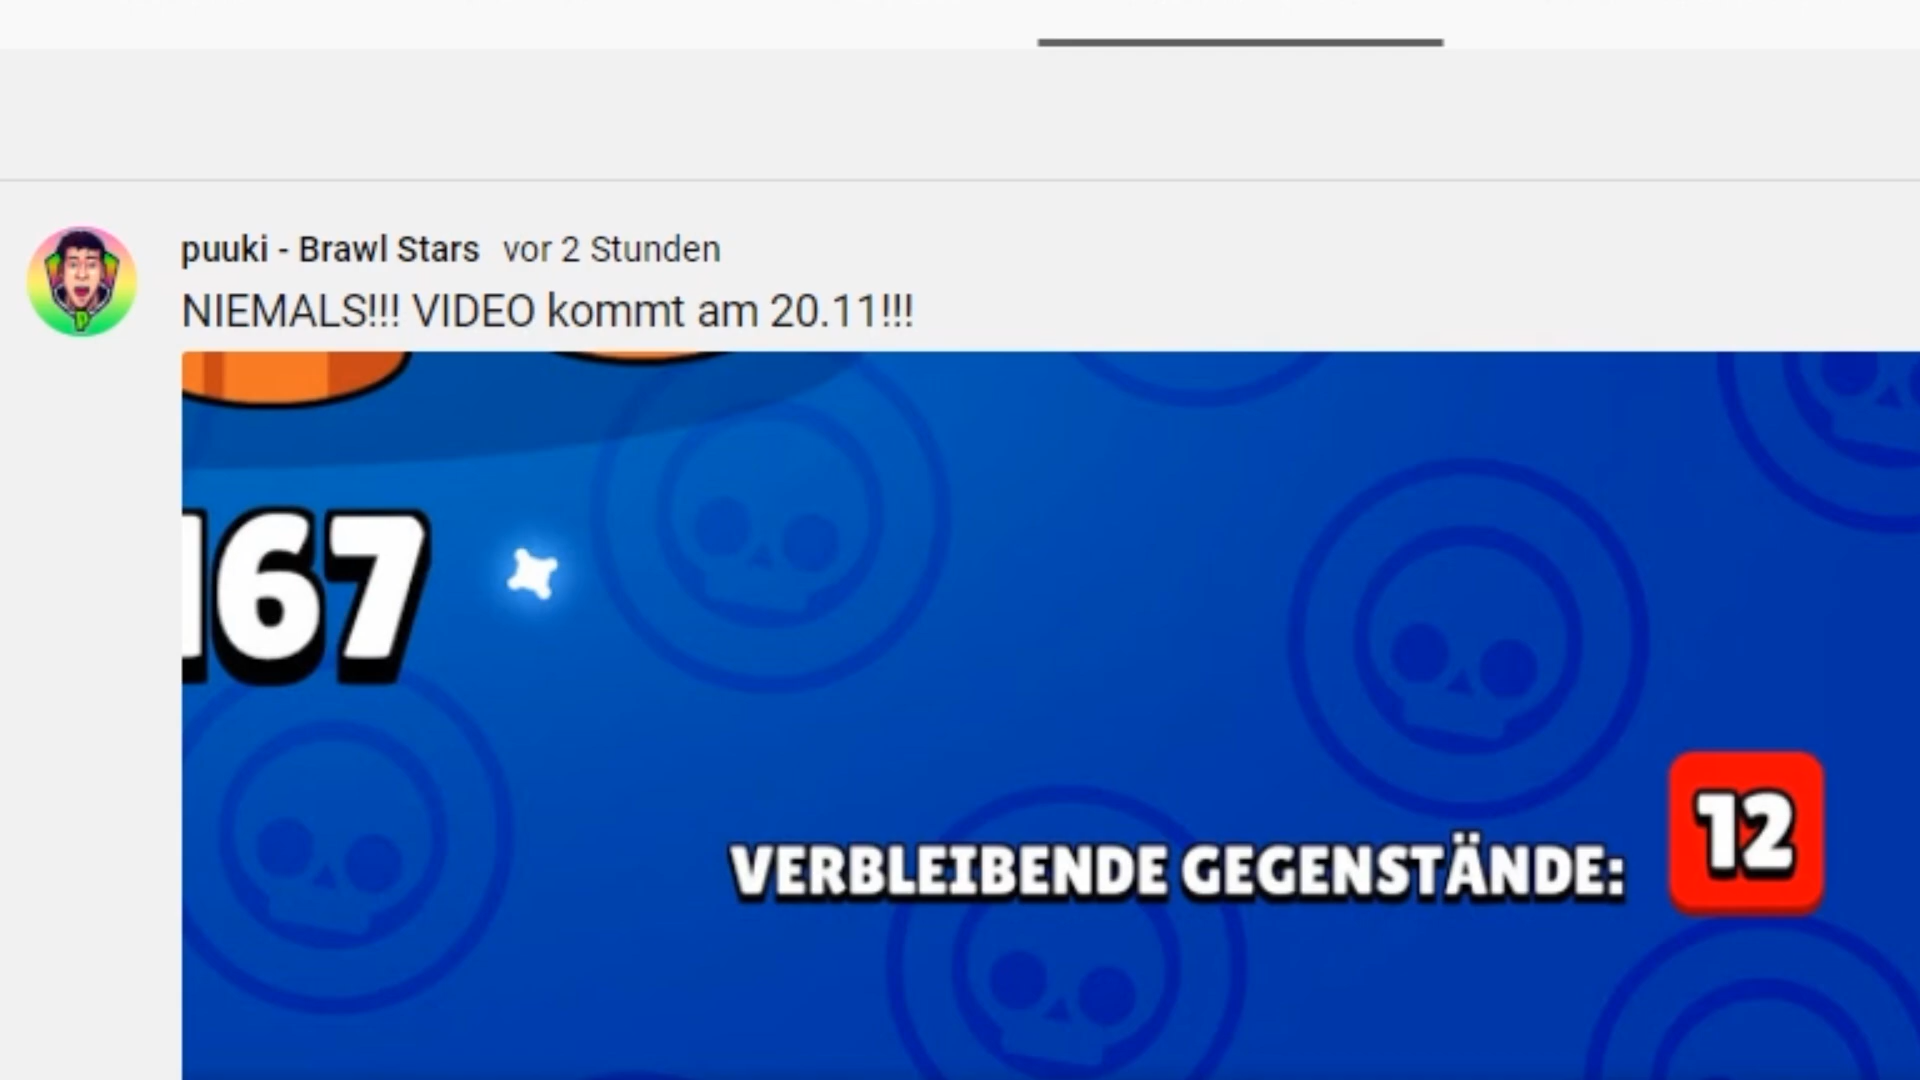 puuki - Brawl Stars vor 2 Stunden
NIEMALS!!! VIDEO kommt am 20.11!!!
167
VERBLEIBENDE GEGENSTÄNDE: 12